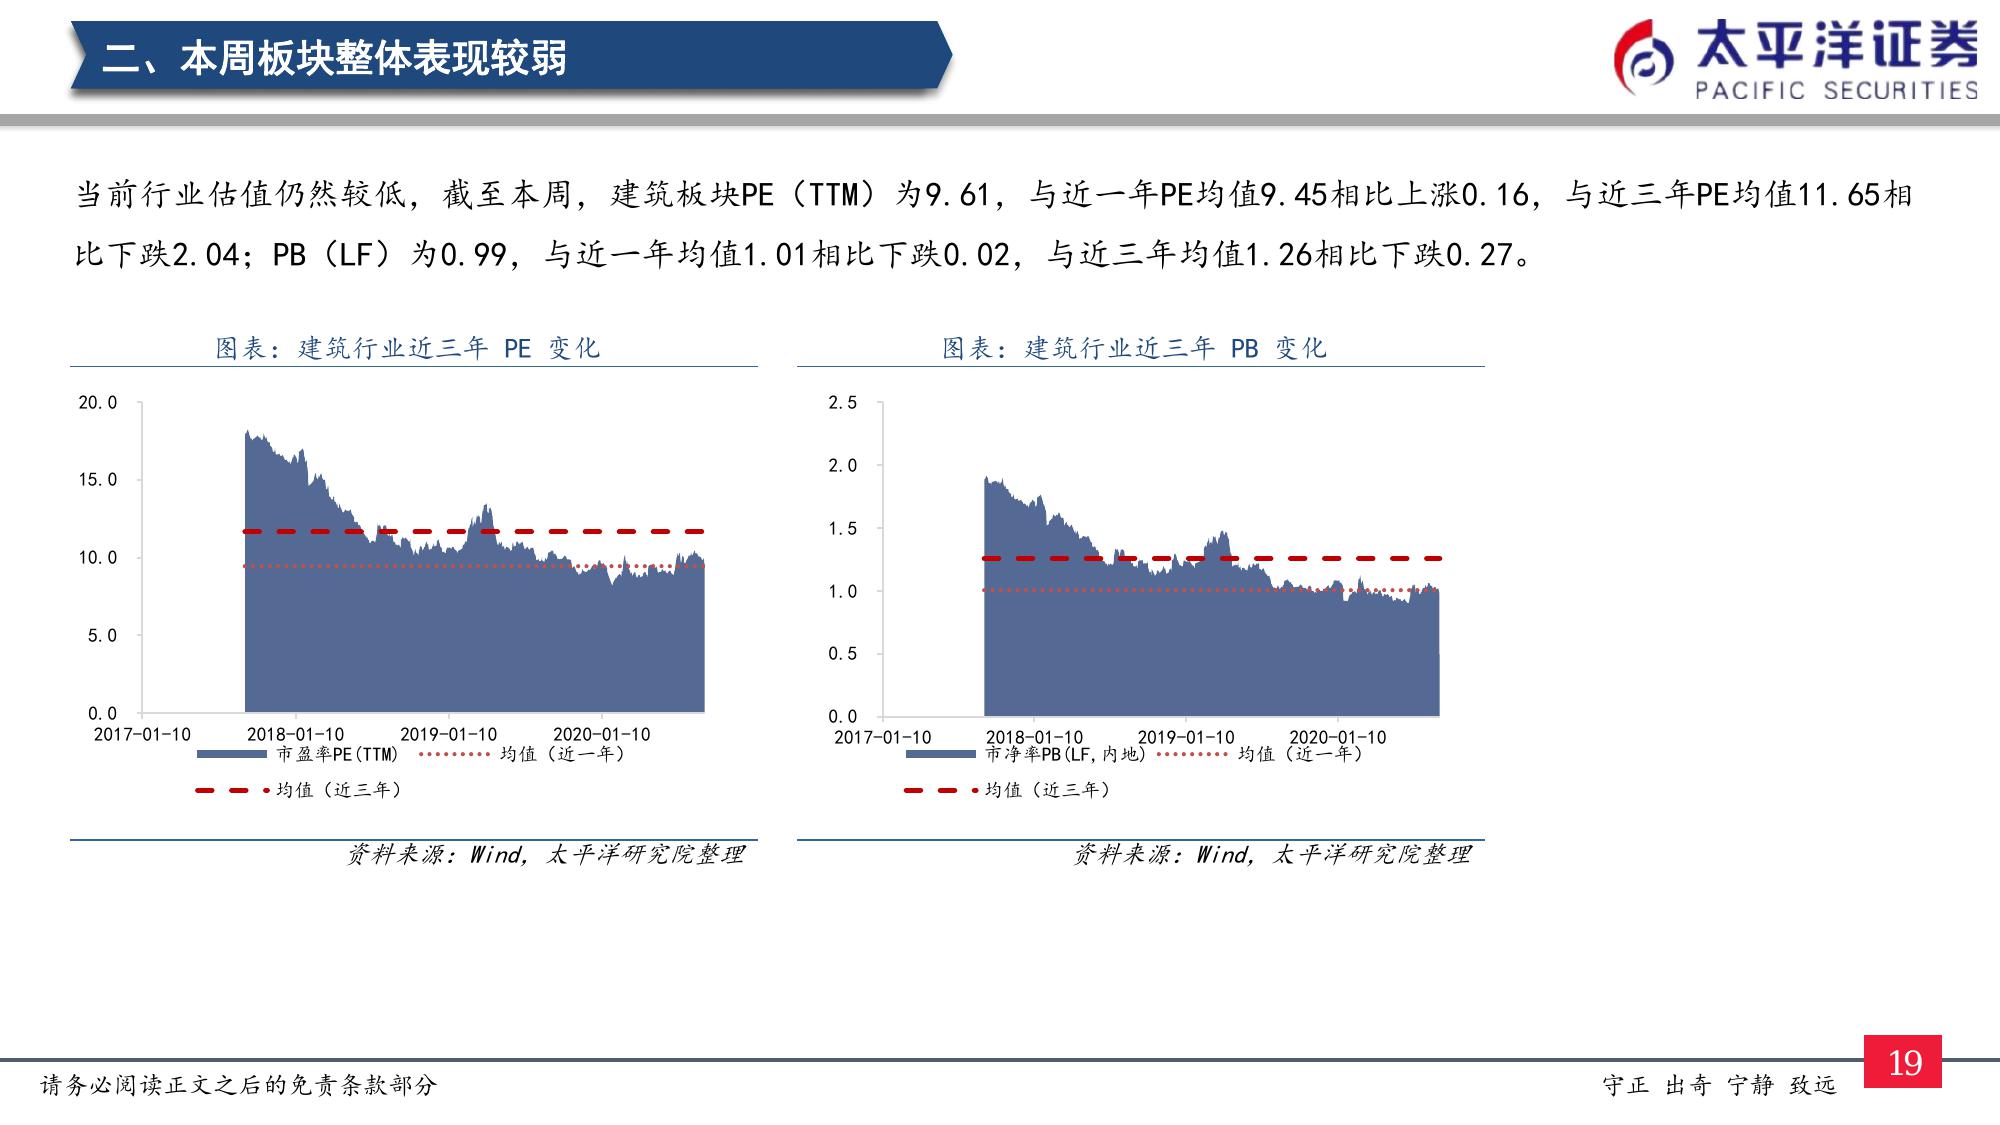 二、本周板块整体表现较弱
太平洋证券
PACIFIC SECURITIES
当前行业估值仍然较低，截至本周，建筑板块PE（TTM）为9.61，与近一年PE均值9.45相比上涨0.16，与近三年PE均值11.65相
比下跌2.04；PB（LF）为0.99，与近一年均值1.01相比下跌0.02，与近三年均值1.26相比下跌0.27。
图表：建筑行业近三年 PE 变化
20.0
15.0
10.0
5.0
0.0
2017-01-10 2018-01-10 2019-01-10 2020-01-10
市盈率PE(TTM) 均值（近一年）
均值（近三年）
资料来源：Wind，太平洋研究院整理
图表：建筑行业近三年 PB 变化
2.5
2.0
1.5
1.0
0.5
0.0
2017-01-10 2018-01-10 2019-01-10 2020-01-10
市净率PB(LF,内地) 均值（近一年）
均值（近三年）
资料来源：Wind，太平洋研究院整理
请务必阅读正文之后的免责条款部分
守正 出奇 宁静 致远
19